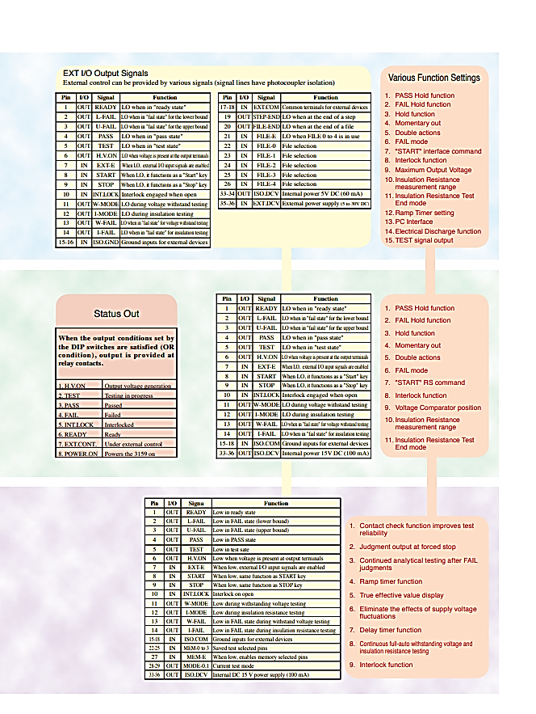 EXT I/O Output Signals
External control can be provided by various signals (signal lines have photocoupler isolation)
Pin I/O Signal Function
1 OUT READY LO when in "ready state"
2 OUT L-FAIL LO when in "fail state" for the lower bound
3 OUT U-FAIL LO when in "fail state" for the upper bound
4 OUT PASS LO when in "pass state"
5 OUT TEST LO when in "test state"
6 OUT H.V.ON LO when voltage is present at the output terminals
7 IN EXT-E When LO, external I/O input signals are enabled
8 IN START When LO, it functions as a "Start" key
9 IN STOP When LO, it functions as a "Stop" key
10 IN INT.LOCK Interlock engaged when open
11 OUT W-MODE LO during voltage withstand testing
12 OUT I-MODE LO during insulation testing
13 OUT W-FAIL LO when in "fail state" for voltage withstand testing
14 OUT I-FAIL LO when in "fail state" for insulation testing
15-16 IN ISO.GND Ground inputs for external devices
Pin I/O Signal Function
17-18 IN EXT.COM Common terminals for external devices
19 OUT STEP-END LO when at the end of a step
20 OUT FILE-END LO when at the end of a file
21 IN FILE-E LO when FILE 0 to 4 is in use
22 IN FILE-0 File selection
23 IN FILE-1 File selection
24 IN FILE-2 File selection
25 IN FILE-3 File selection
26 IN FILE-4 File selection
33-34 OUT ISO.DCV Internal power 5V DC (60 mA)
35-36 IN EXT.DCV External power supply (5 to 30V DC)
Various Function Settings
1. PASS Hold function
2. FAIL Hold function
3. Hold function
4. Momentary out
5. Double actions
6. FAIL mode
7. "START" interface command
8. Interlock function
9. Maximum Output Voltage
10. Insulation Resistance
measurement range
11. Insulation Resistance Test
End mode
12. Ramp Timer setting
13. PC Interface
14. Electrical Discharge function
15. TEST signal output
Status Out
When the output conditions set by
the DIP switches are satisfied (OR
condition), output is provided at
relay contacts.
1. H.V.ON Output voltage generation
2. TEST Testing in progress
3. PASS Passed
4. FAIL Failed
5. INT.LOCK Interlocked
6. READY Ready
7. EXT.CONT. Under external control
8. POWER.ON Powers the 3159 on
Pin I/O Signal Function
1 OUT READY LO when in "ready state"
2 OUT L-FAIL LO when in "fail state" for the lower bound
3 OUT U-FAIL LO when in "fail state" for the upper bound
4 OUT PASS LO when in "pass state"
5 OUT TEST LO when in "test state"
6 OUT H.V.ON LO when voltage is present at the output terminals
7 IN EXT-E When LO, external I/O input signals are enabled
8 IN START When LO, it functions as a "Start" key
9 IN STOP When LO, it functions as a "Stop" key
10 IN INT.LOCK Interlock engaged when open
11 OUT W-MODE LO during voltage withstand testing
12 OUT I-MODE LO during insulation testing
13 OUT W-FAIL LO when in "fail state" for voltage withstand testing
14 OUT I-FAIL LO when in "fail state" for insulation testing
15-18 IN ISO.COM Ground inputs for external devices
33-36 OUT ISO.DCV Internal power 15V DC (100 mA)
1. PASS Hold function
2. FAIL Hold function
3. Hold function
4. Momentary out
5. Double actions
6. FAIL mode
7. "START" RS command
8. Interlock function
9. Voltage Comparator position
10. Insulation Resistance
measurement range
11. Insulation Resistance Test
End mode
Pin I/O Signa Function
1 OUT READY Low in ready state
2 OUT L-FAIL Low in FAIL state (lower bound)
3 OUT U-FAIL Low in FAIL state (upper bound)
4 OUT PASS Low in PASS state
5 OUT TEST Low in test sate
6 OUT H.V.ON Low when voltage is present at output terminals
7 IN EXT-E When low, external I/O input signals are enabled
8 IN START When low, same function as START key
9 IN STOP When low, same function as STOP key
10 IN INT.LOCK Interlock on open
11 OUT W-MODE Low during withstanding voltage testing
12 OUT I-MODE Low during insulation resistance testing
13 OUT W-FAIL Low in FAIL state during withstand voltage testing
14 OUT I-FAIL Low in FAIL state during insulation resistance testing
15-18 IN ISO.COM Ground inputs for external devices
22-25 IN MEM-0 to 3 Saved test selected pins
27 IN MEM-E When low, enables memory selected pins
28-29 OUT MODE-0.1 Current test mode
33-36 OUT ISO.DCV Internal DC 15 V power supply (100 mA)
1. Contact check function improves test
reliability
2. Judgment output at forced stop
3. Continued analytical testing after FAIL
judgments
4. Ramp timer function
5. True effective value display
6. Eliminate the effects of supply voltage
fluctuations
7. Delay timer function
8. Continuous full-auto withstanding voltage and
insulation resistance testing
9. Interlock function